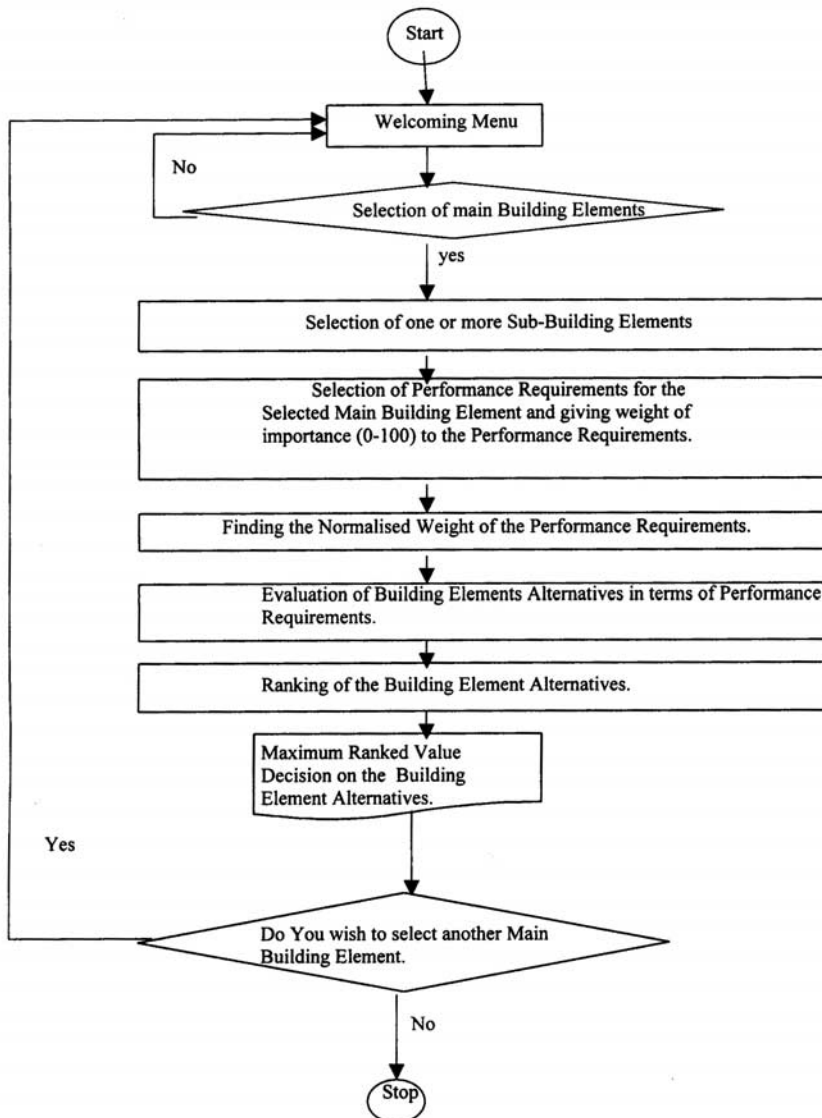 Start
Welcoming Menu
No
Selection of main Building Elements
yes
Selection of one or more Sub-Building Elements
Selection of Performance Requirements for the
Selected Main Building Element and giving weight of
importance (0-100) to the Performance Requirements.
Finding the Normalised Weight of the Performance Requirements.
Evaluation of Building Elements Alternatives in terms of Performance
Requirements.
Ranking of the Building Element Alternatives.
Maximum Ranked Value
Decision on the Building
Element Alternatives.
Yes
Do You wish to select another Main
Building Element.
No
Stop